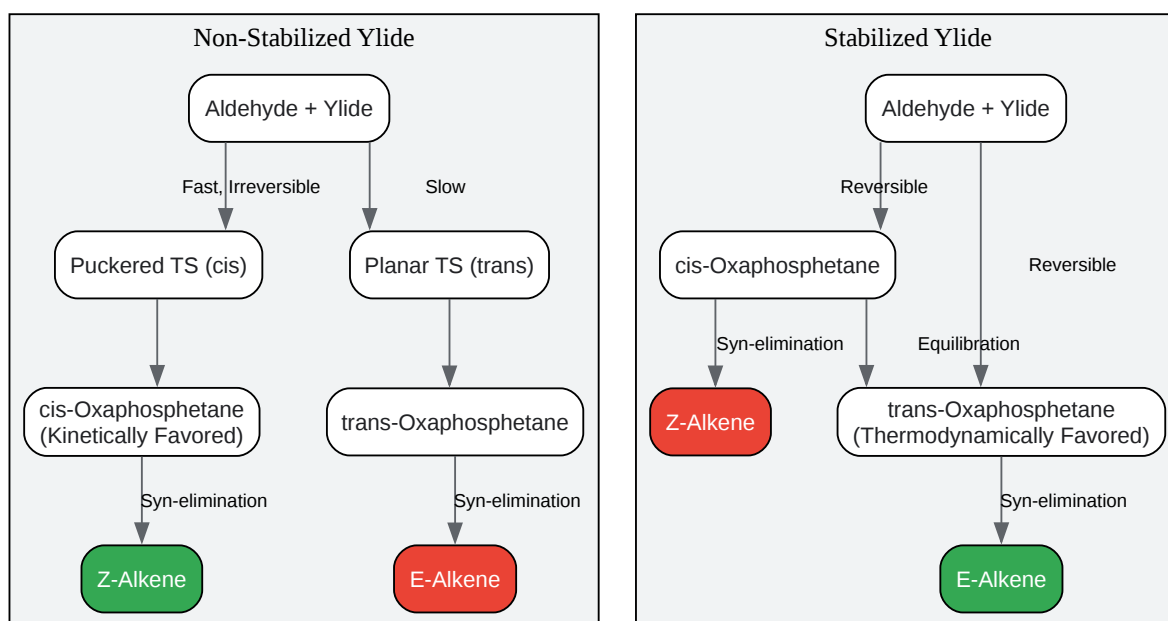 Non-Stabilized Ylide
Aldehyde + Ylide
Fast, Irreversible
Slow
Puckered TS (cis)
Planar TS (trans)
cis-Oxaphosphetane
(Kinetically Favored)
trans-Oxaphosphetane
Syn-elimination
Syn-elimination
Z-Alkene
E-Alkene
Stabilized Ylide
Aldehyde + Ylide
Reversible
cis-Oxaphosphetane
Reversible
Syn-elimination
Equilibration
Z-Alkene
trans-Oxaphosphetane
(Thermodynamically Favored)
Syn-elimination
E-Alkene